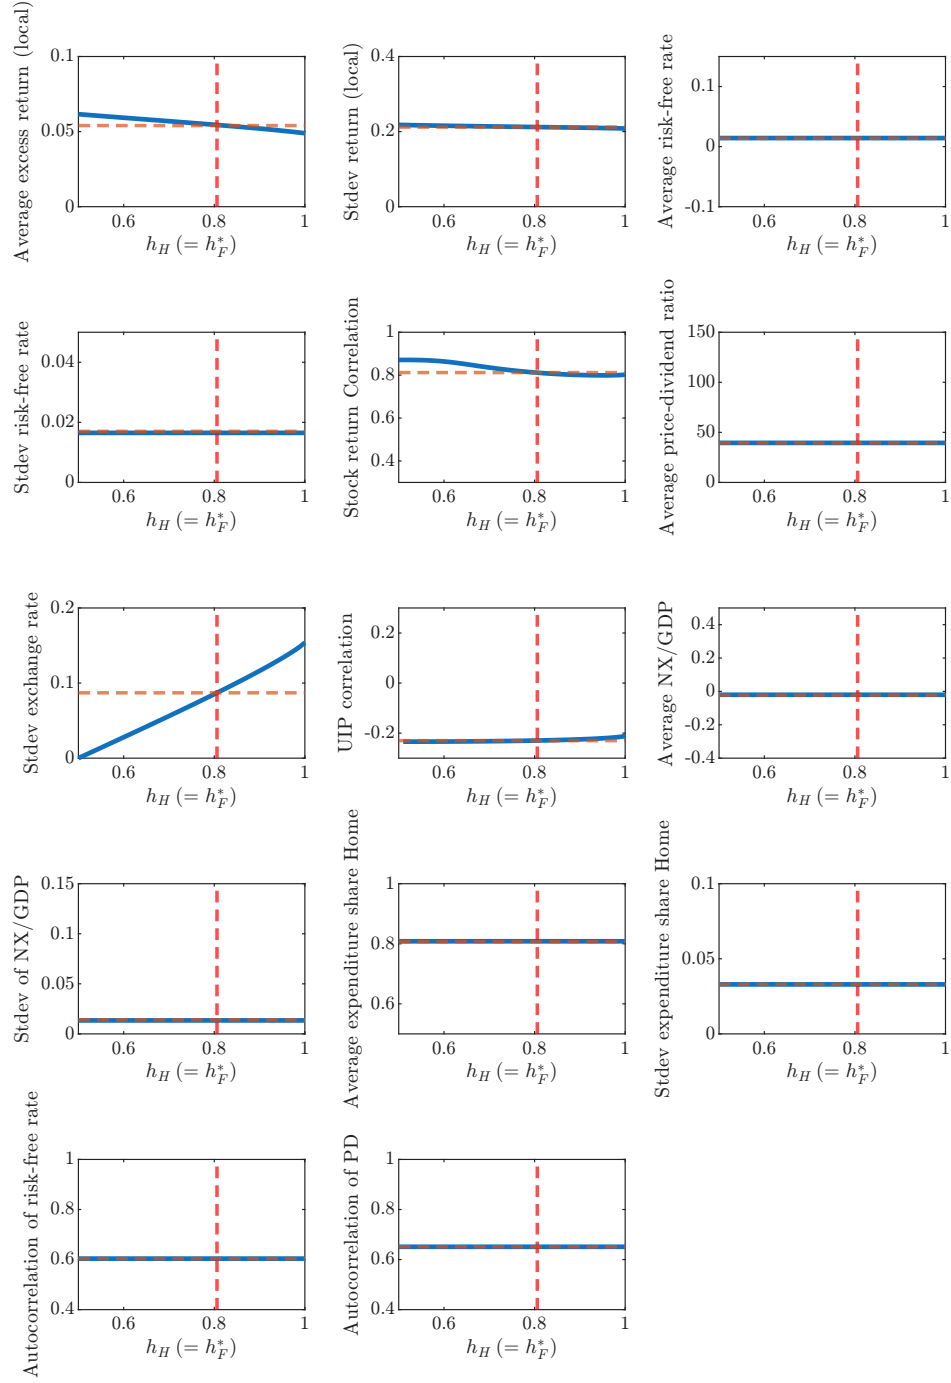 Average excess return (local)
0.1
0.05
0
0.6 0.8 1
h_H (= h_F^*)
Stdev return (local)
0.4
0.2
0
0.6 0.8 1
h_H (= h_F^*)
Average risk-free rate
0.1
0
-0.1
0.6 0.8 1
h_H (= h_F^*)
Stdev risk-free rate
0.04
0.02
0
0.6 0.8 1
h_H (= h_F^*)
Stock return Correlation
1
0.8
0.6
0.4
0.6 0.8 1
h_H (= h_F^*)
Average price-dividend ratio
150
100
50
0
0.6 0.8 1
h_H (= h_F^*)
Stdev exchange rate
0.2
0.1
0
0.6 0.8 1
h_H (= h_F^*)
UIP correlation
0.2
0
-0.2
0.6 0.8 1
h_H (= h_F^*)
Average NX/GDP
0.4
0.2
0
-0.2
-0.4
0.6 0.8 1
h_H (= h_F^*)
Stdev of NX/GDP
0.15
0.1
0.05
0
0.6 0.8 1
h_H (= h_F^*)
Average expenditure share Home
1
0.8
0.6
0.6 0.8 1
h_H (= h_F^*)
Stdev expenditure share Home
0.1
0.05
0
0.6 0.8 1
h_H (= h_F^*)
Autocorrelation of risk-free rate
1
0.8
0.6
0.4
0.6 0.8 1
h_H (= h_F^*)
Autocorrelation of PD
1
0.8
0.6
0.4
0.6 0.8 1
h_H (= h_F^*)